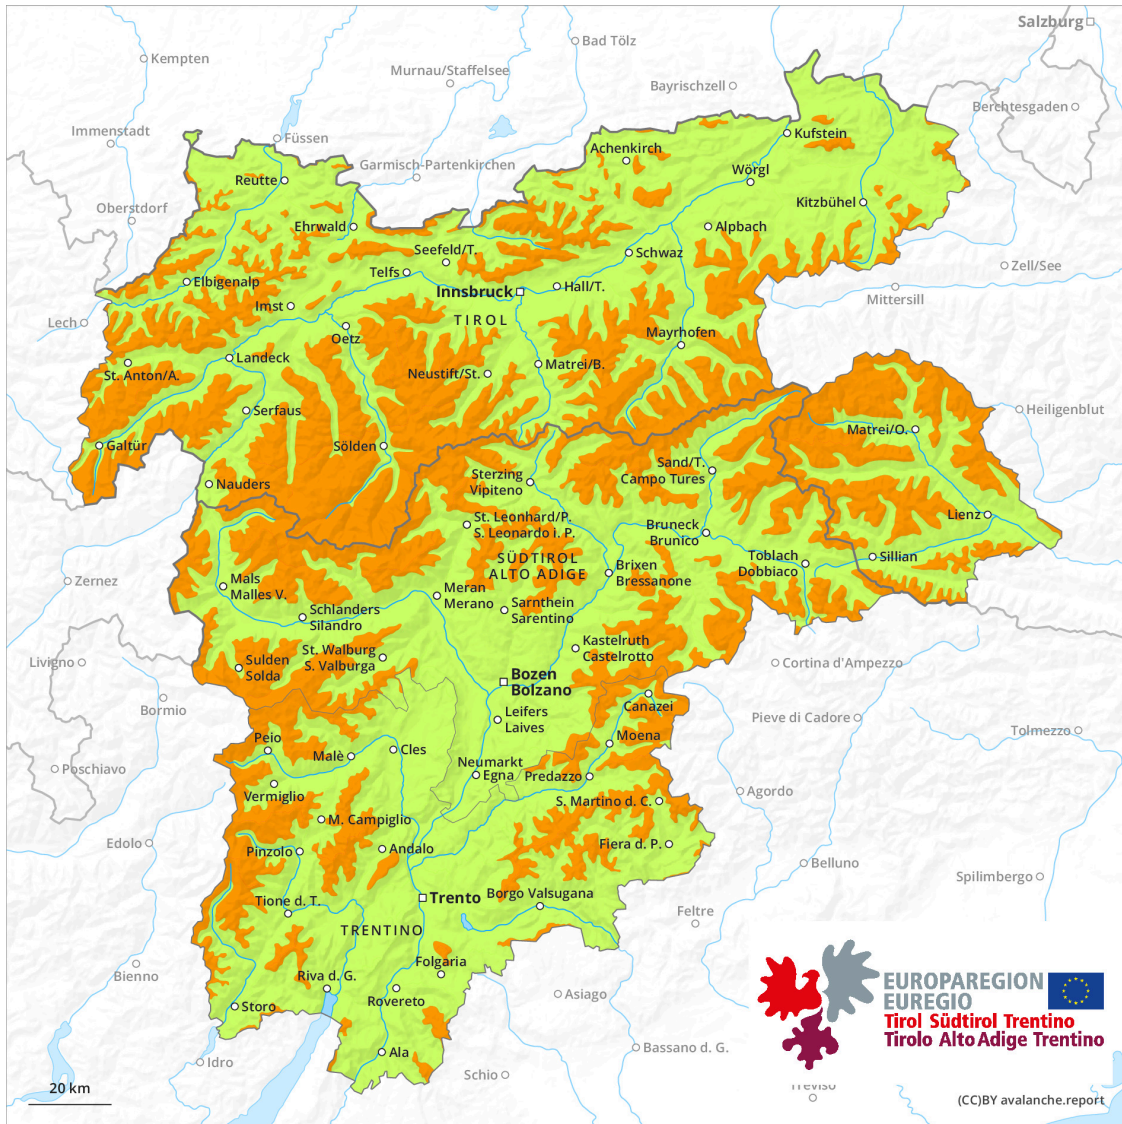 Salzburg
Bad Tölz
Kempten
Murnau/Staffelsee
Bayrischzell
Berchtesgaden
Immenstadt
Füssen
Kufstein
Achenkirch
Garmisch-Partenkirchen
Wörgl
Reutte
Oberstdorf
Kitzbühel
Ehrwald
Alpbach
Seefeld/T.
Schwaz
Telfs
Zell/See
Elbigenalp
Innsbruck
Hall/T.
Mittersill
Imst
TIROL
Lech
Oetz
Mayrhofen
Landeck
Matrei/B.
St. Anton/A.
Neustift/St.
Serfaus
Heiligenblut
Matrei/O.
Galtür
Sölden
Sand/T.
Campo Tures
Sterzing
Vipiteno
Nauders
St. Leonhard/P.
S. Leonardo i. P.
Lienz
Bruneck
Brunico
SÜDTIROL
ALTO ADIGE
Toblach
Dobbiaco
Sillian
Brixen
Bressanone
Zernez
Mals
Malles V.
Meran
Merano
Schlanders
Silandro
Sarnthein
Sarentino
Kastelruth
Castelrotto
St. Walburg
S. Valburga
Livigno
Sulden
Solda
Cortina d'Ampezzo
Bozen
Bolzano
Bormio
Canazei
Leifers
Laives
Pieve di Cadore
Tolmezzo
Moena
Peio
Cles
Malè
Neumarkt
Egna
Predazzo
Poschiavo
Vermiglio
Agordo
S. Martino d. C.
M. Campiglio
Edolo
Pinzolo
Andalo
Fiera d. P.
Belluno
Spilimbergo
Trento
Borgo Valsugana
Tione d. T.
Feltre
TRENTINO
Folgaria
Bienno
Riva d. G.
EUROPAREGION
EUREGIO
Tirol Südtirol Trentino
Tirolo Alto Adige Trentino
Rovereto
Asiago
Storo
Ala
Bassano d. G.
Idro
Schio
Treviso
20 km
(CC)BY avalanche.report